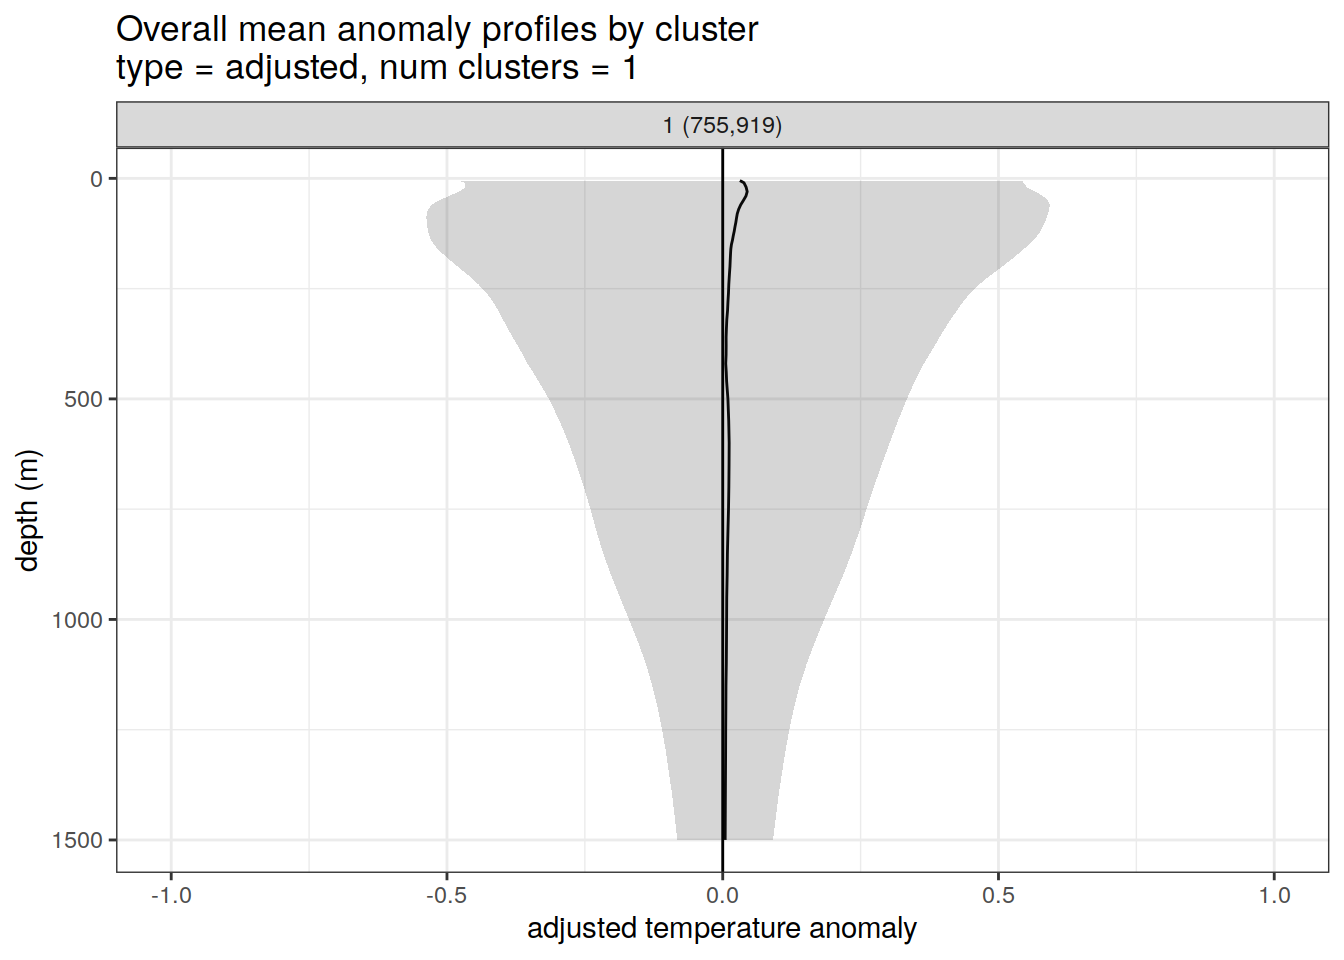 Overall mean anomaly profiles by cluster
type = adjusted, num clusters = 1
1 (755,919)
0
500
1000
1500
depth (m)
-1.0
-0.5
0.0
0.5
1.0
adjusted temperature anomaly